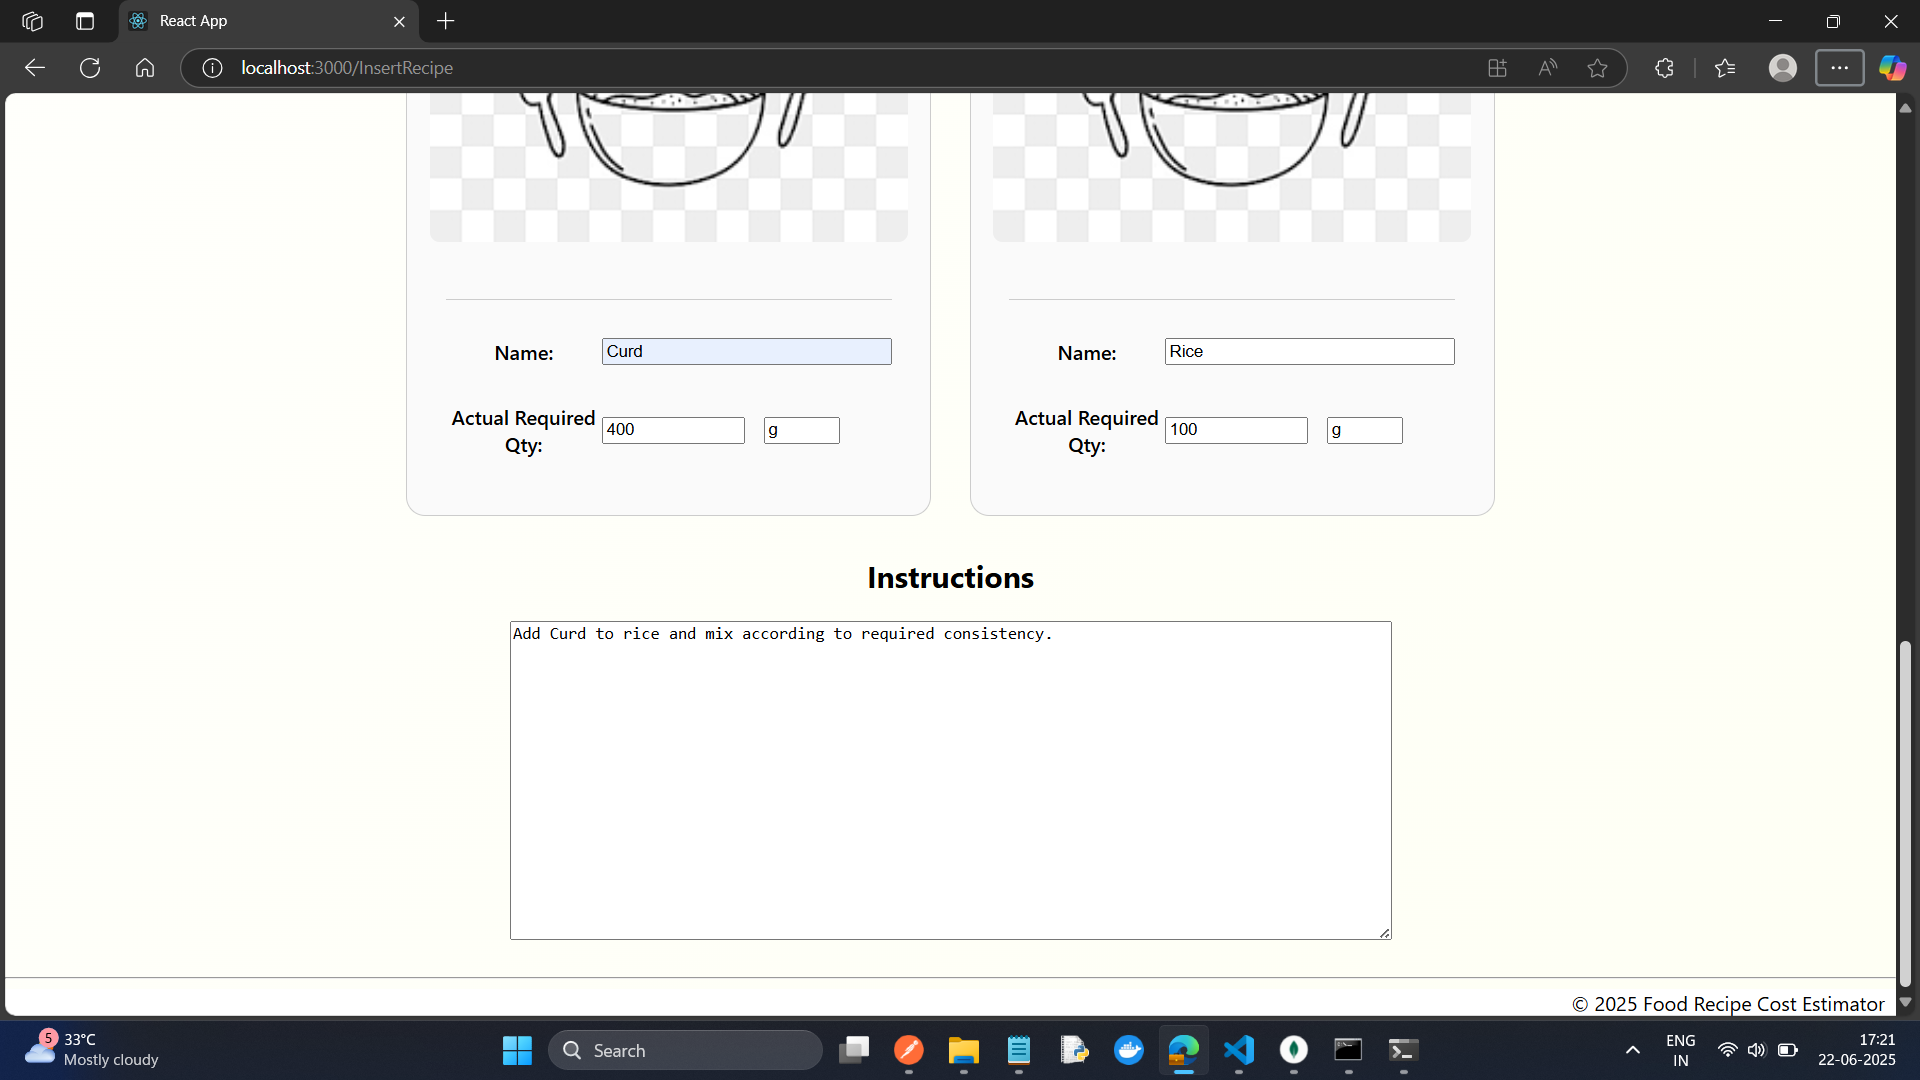 React App
localhost:3000/InsertRecipe
Name: Curd
Name: Rice
Actual Required Qty: 400 g
Actual Required Qty: 100 g
Instructions
Add Curd to rice and mix according to required consistency.
© 2025 Food Recipe Cost Estimator
5
33°C
Mostly cloudy
Search
ENG
IN
17:21
22-06-2025